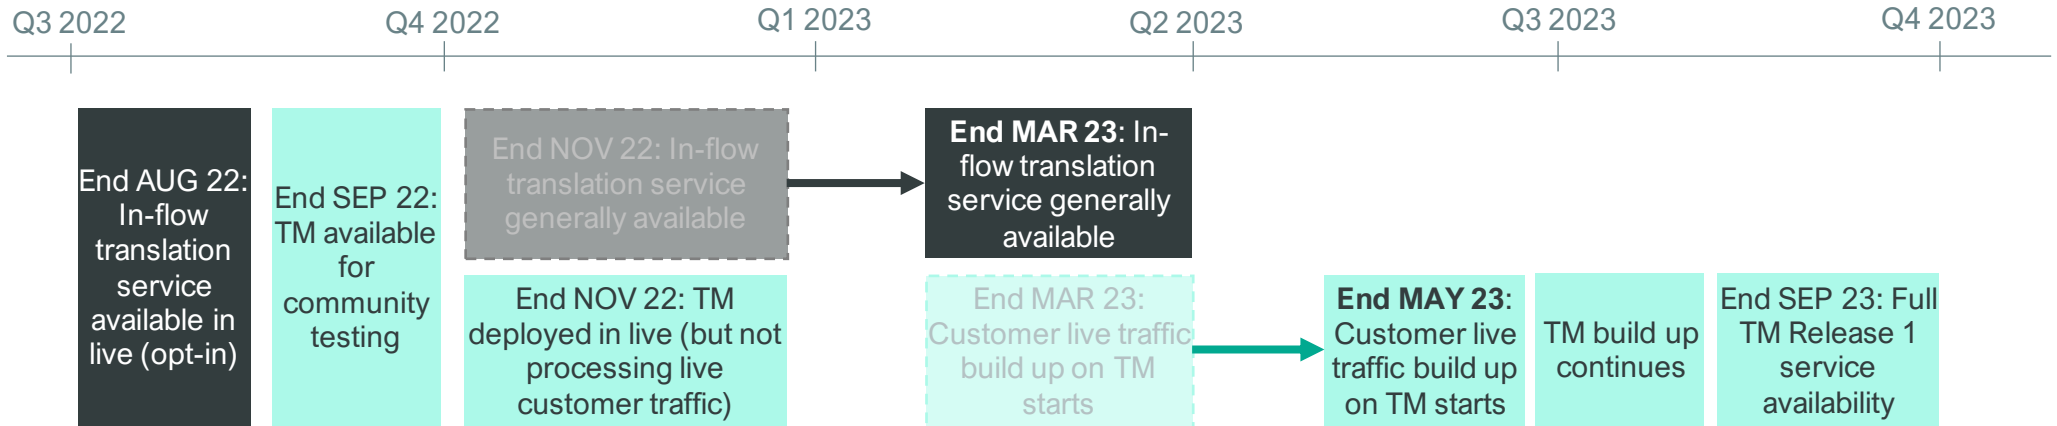 Q3 2022
Q4 2022
Q1 2023
Q2 2023
Q3 2023
Q4 2023
End AUG 22:
In-flow
translation
service
available in
live (opt-in)
End SEP 22:
TM available
for
community
testing
End NOV 22: In-flow
translation service
generally available
End NOV 22: TM
deployed in live (but not
processing live
customer traffic)
End MAR 23: In-
flow translation
service generally
available
End MAR 23:
Customer live traffic
build up on TM
starts
End MAY 23:
Customer live
traffic build up
on TM starts
TM build up
continues
End SEP 23: Full
TM Release 1
service
availability